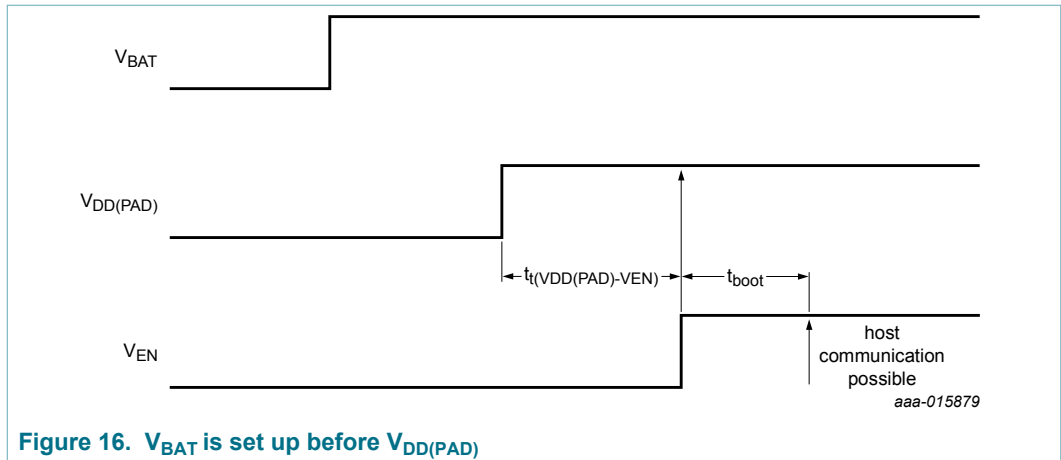 VBAT
VDD(PAD)
tt(VDD(PAD)-VEN)
tboot
VEN
host
communication
possible
aaa-015879
Figure 16. VBAT is set up before VDD(PAD)